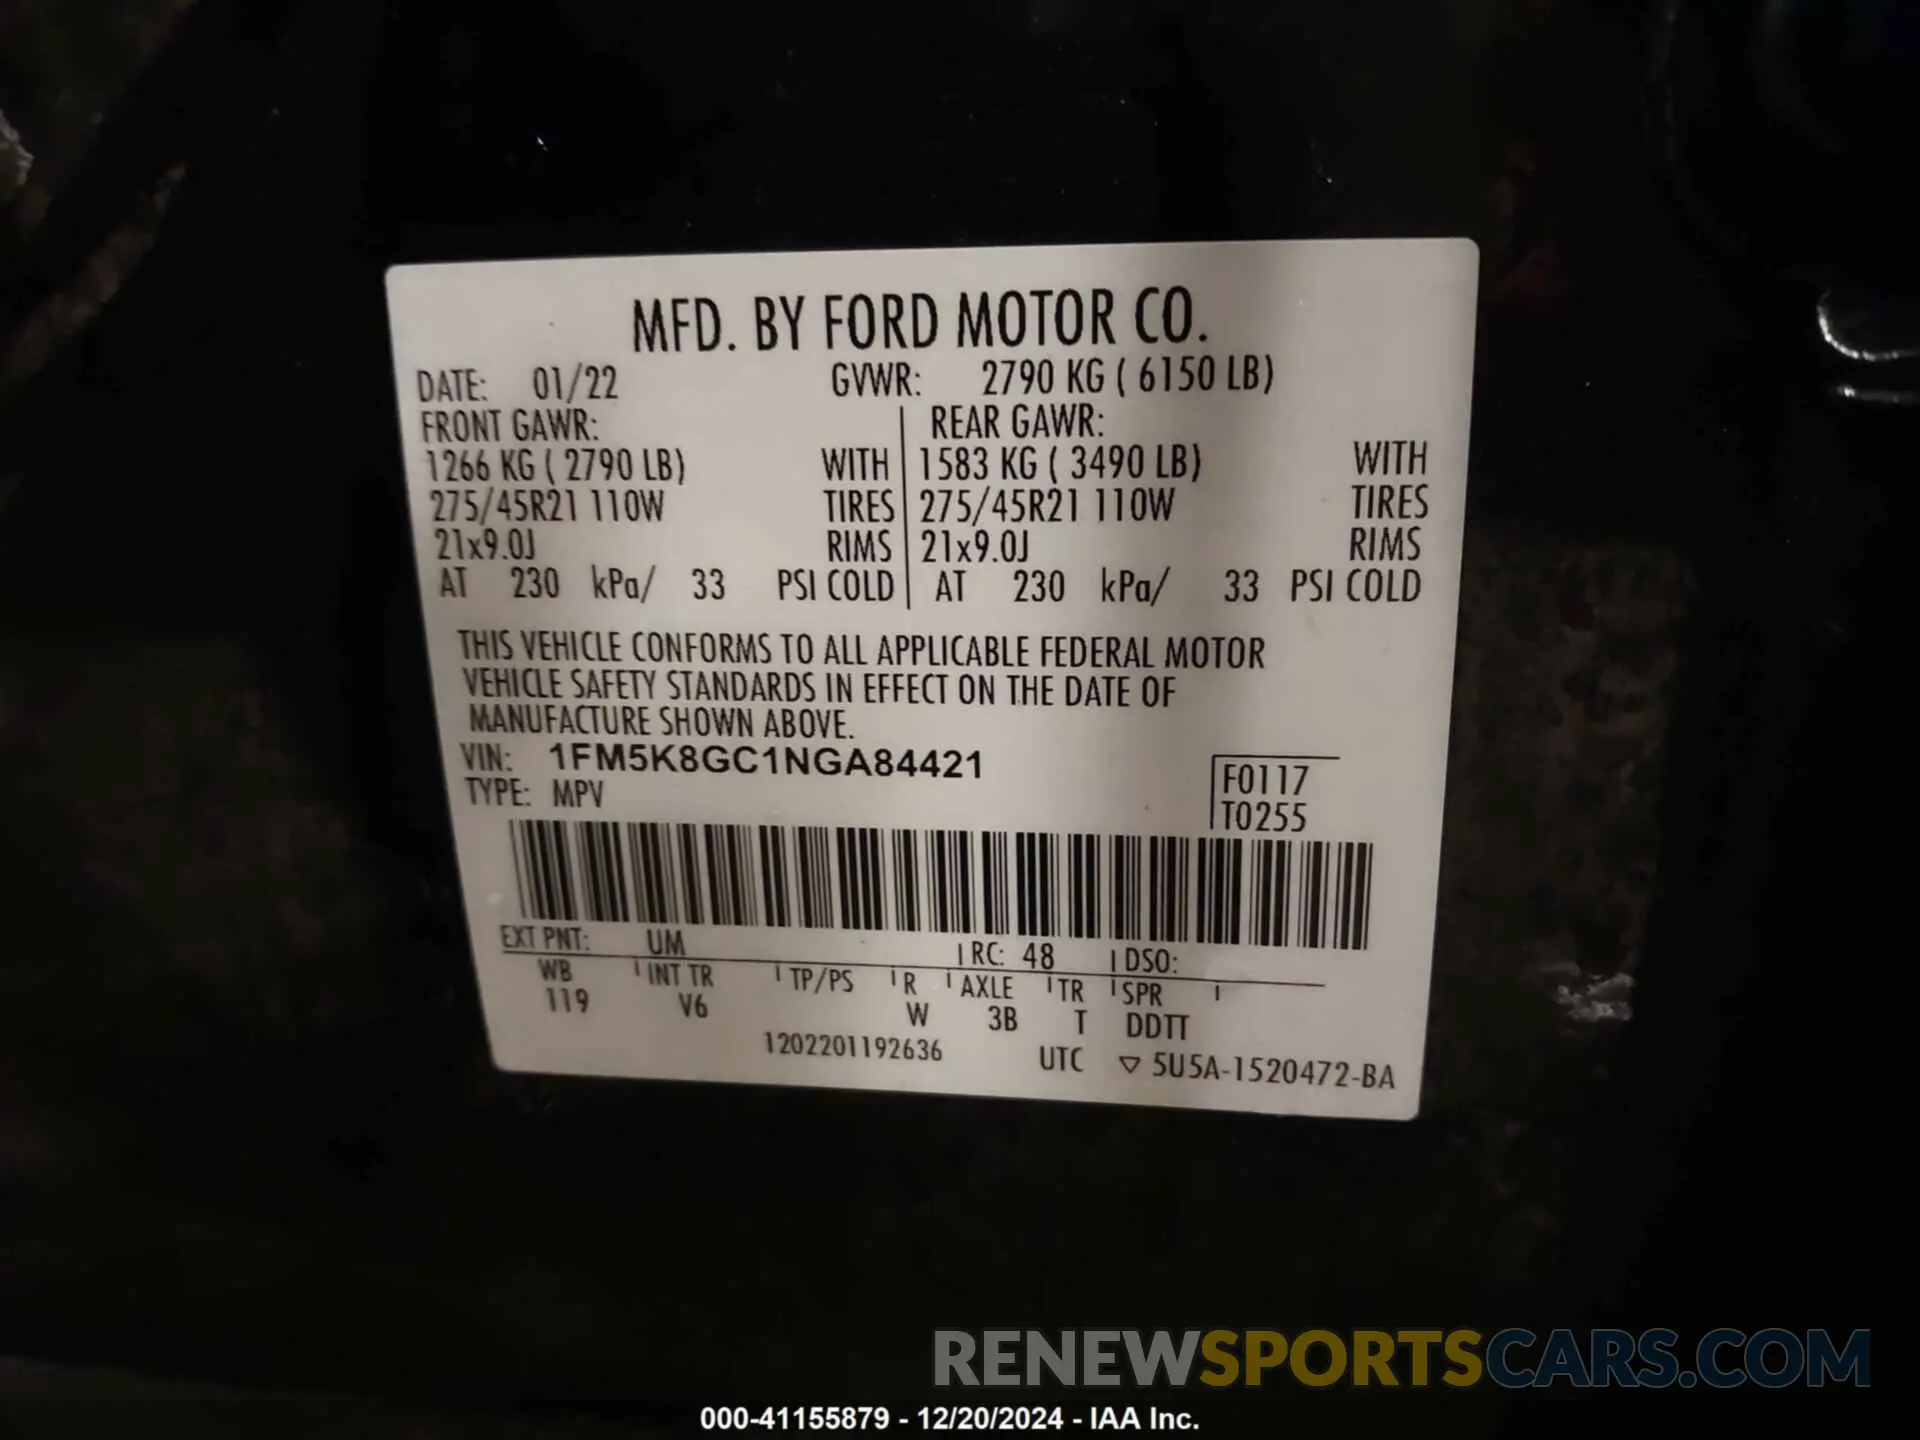 MFD. BY FORD MOTOR CO.
DATE: 01/22 GVWR: 2790 KG ( 6150 LB)
FRONT GAWR: REAR GAWR:
1266 KG ( 2790 LB) WITH 1583 KG ( 3490 LB) WITH
275/45R21 110W TIRES 275/45R21 110W TIRES
21x9.0J RIMS 21x9.0J RIMS
AT 230 kPa/ 33 PSI COLD AT 230 kPa/ 33 PSI COLD
THIS VEHICLE CONFORMS TO ALL APPLICABLE FEDERAL MOTOR
VEHICLE SAFETY STANDARDS IN EFFECT ON THE DATE OF
MANUFACTURE SHOWN ABOVE.
VIN: 1FM5K8GC1NGA84421
TYPE: MPV
F0117
T0255
EXT PNT: UM RC: 48 DSO:
WB INT TR TP/PS R AXLE TR SPR
119 V6 W 3B T DDTT
1202201192636 UTC ▽ 5U5A-1520472-BA
RENEWSPORTSCARS.COM
000-41155879 - 12/20/2024 - IAA Inc.